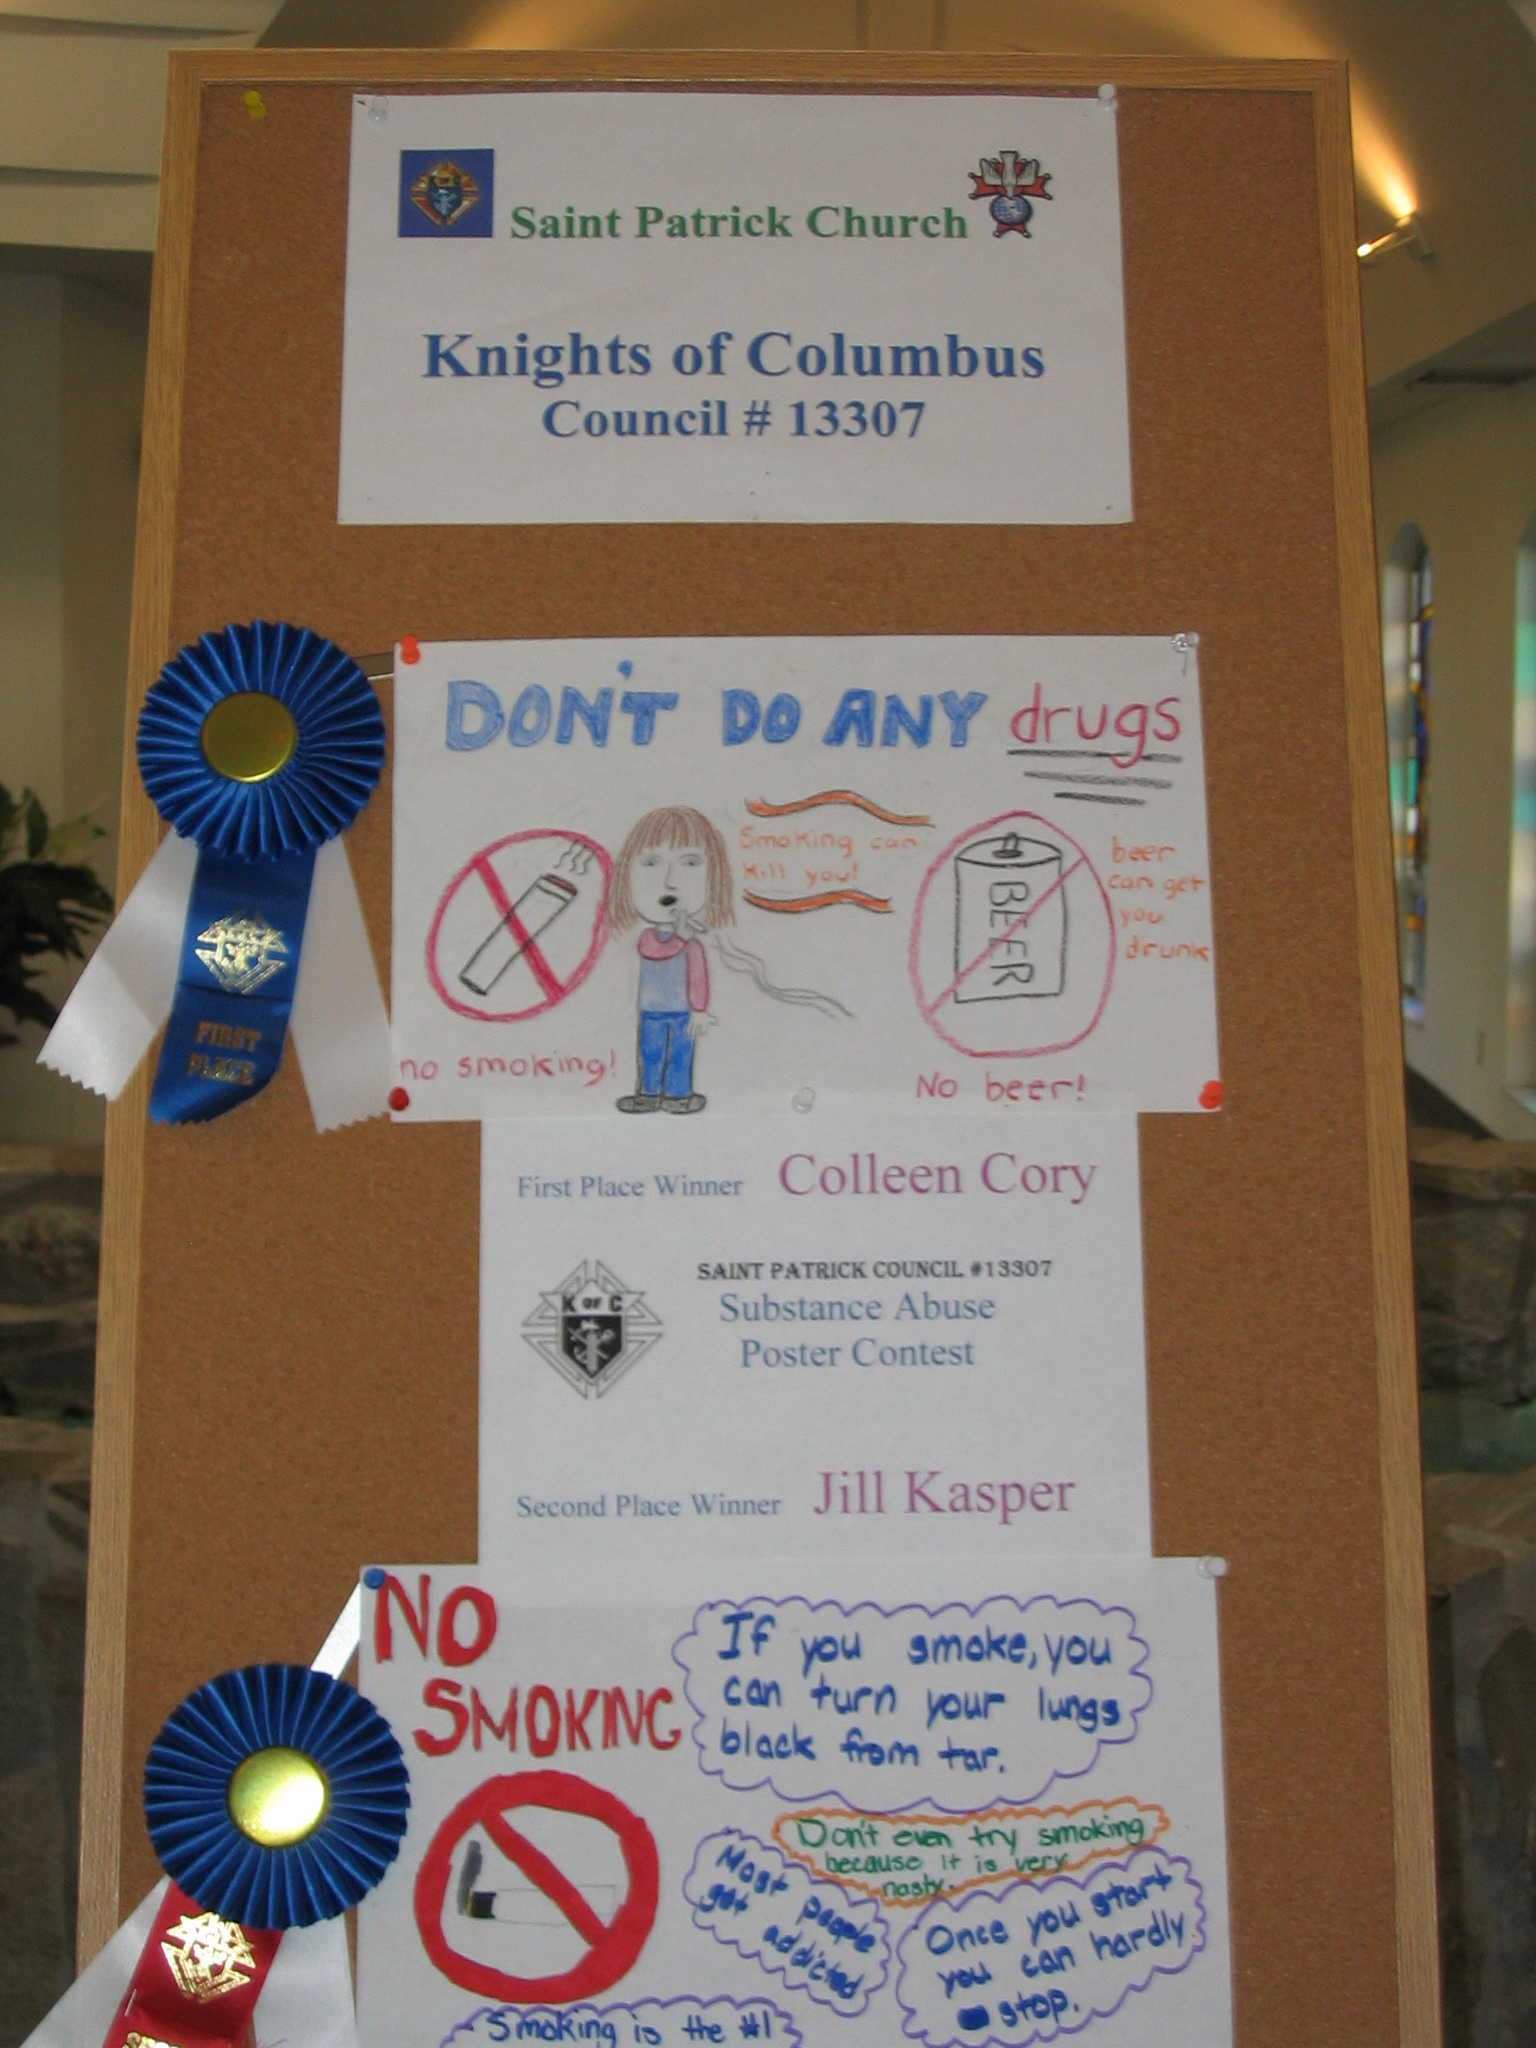 Saint Patrick Church
Knights of Columbus
Council # 13307
DON'T DO ANY drugs
Smoking can
kill you!
BEER
beer
can get
you
drunk
no smoking!
No beer!
FIRST
PLACE
First Place Winner Colleen Cory
SAINT PATRICK COUNCIL #13307
K OF C
Substance Abuse
Poster Contest
Second Place Winner Jill Kasper
NO
SMOKING
If you smoke, you
can turn your lungs
black from tar.
Don't even try smoking
because it is very
nasty.
Most people
get addicted
Once you start
you can hardly
stop.
Smoking is the #1